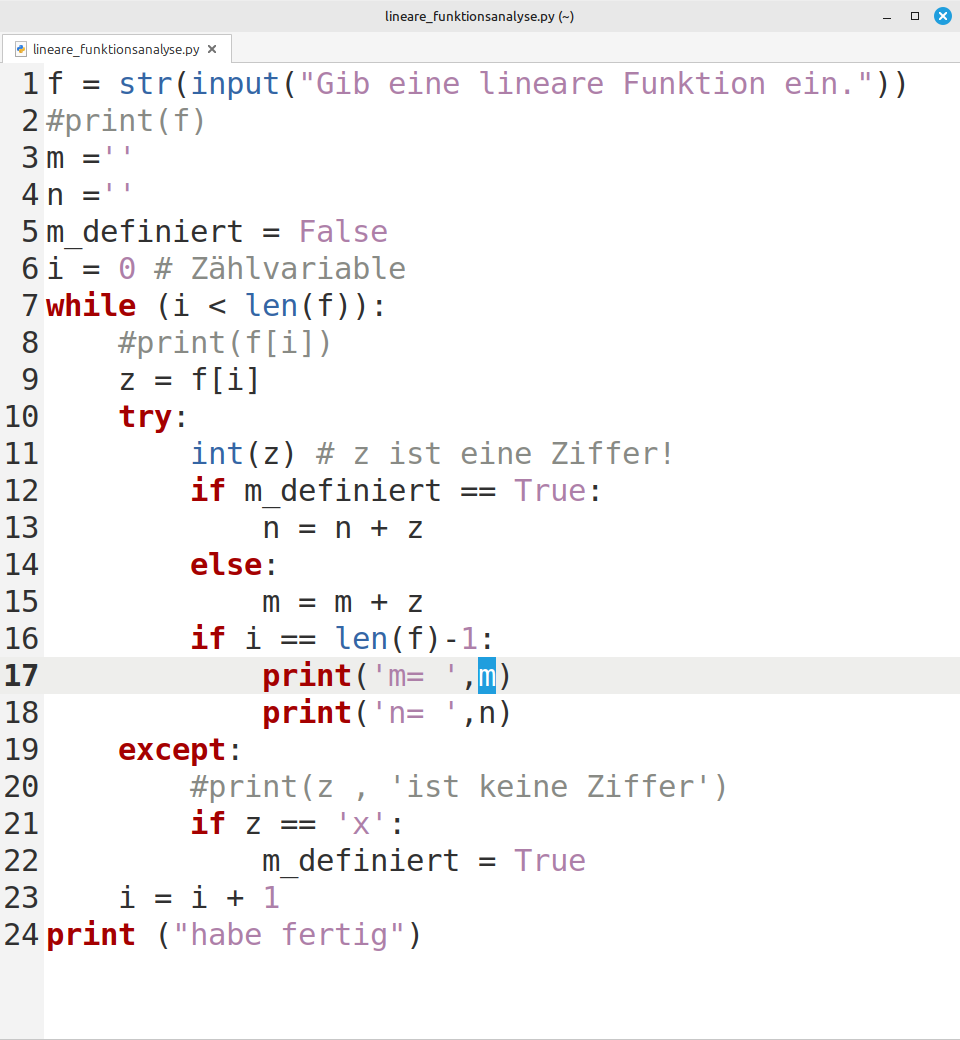 lineare_funktionsanalyse.py (~)
lineare_funktionsanalyse.py
1 f = str(input("Gib eine lineare Funktion ein."))
2 #print(f)
3 m =''
4 n =''
5 m_definiert = False
6 i = 0 # Zählvariable
7 while (i < len(f)):
8     #print(f[i])
9     z = f[i]
10     try:
11         int(z) # z ist eine Ziffer!
12         if m_definiert == True:
13             n = n + z
14         else:
15             m = m + z
16         if i == len(f)-1:
17             print('m= ',m)
18             print('n= ',n)
19     except:
20         #print(z , 'ist keine Ziffer')
21         if z == 'x':
22             m_definiert = True
23     i = i + 1
24 print ("habe fertig")